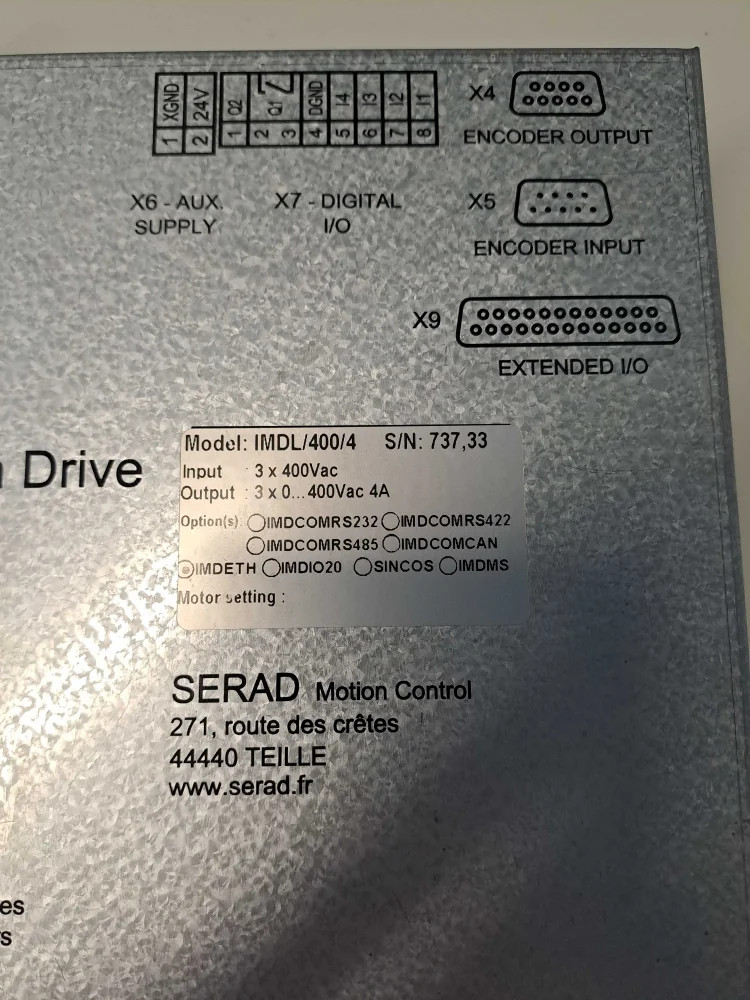 XGND 24V Q2 Q1 DGND I4 I3 I2 I1
1 2 1 2 3 4 5 6 7 8
X4
ENCODER OUTPUT
X6 - AUX.
SUPPLY
X7 - DIGITAL
I/O
X5
ENCODER INPUT
X9
EXTENDED I/O
Drive
Model: IMDL/400/4 S/N: 737,33
Input : 3 x 400Vac
Output : 3 x 0...400Vac 4A
Option(s) IMDCOMRS232 IMDCOMRS422
IMDCOMRS485 IMDCOMCAN
IMDETH IMDIO20 SINCOS IMDMS
Motor setting :
SERAD Motion Control
271, route des crêtes
44440 TEILLE
www.serad.fr